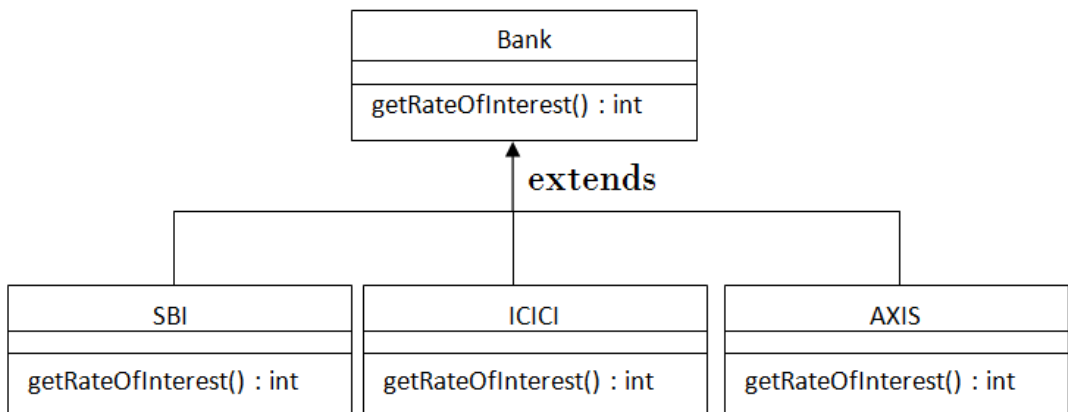 Bank
getRateOfInterest() : int
extends
SBI
ICICI
AXIS
getRateOfInterest() : int
getRateOfInterest() : int
getRateOfInterest() : int